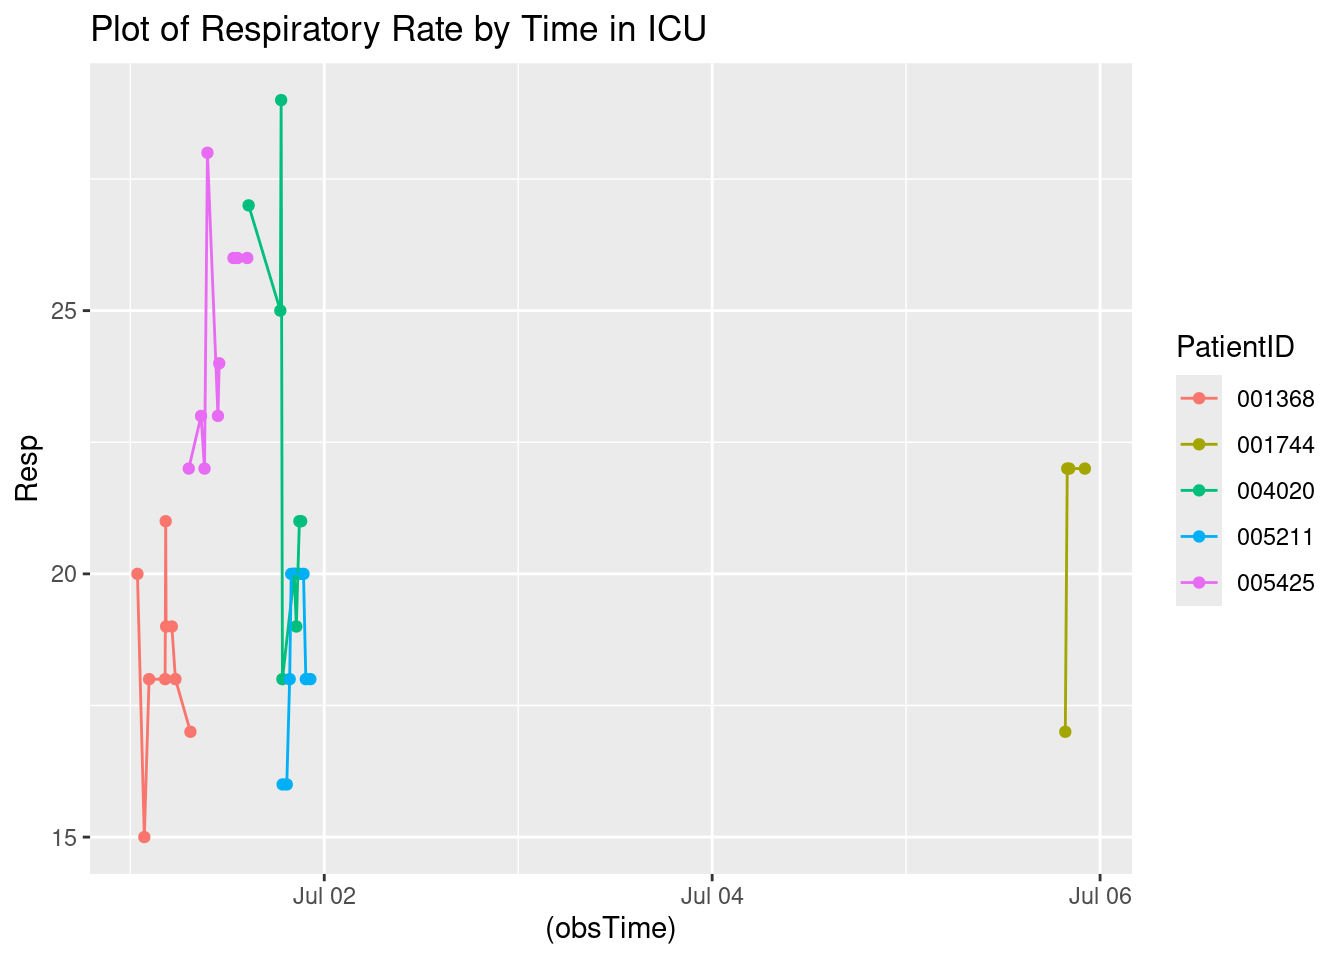 Plot of Respiratory Rate by Time in ICU
Resp
25
20
15
Jul 02
Jul 04
Jul 06
(obsTime)
PatientID
001368
001744
004020
005211
005425